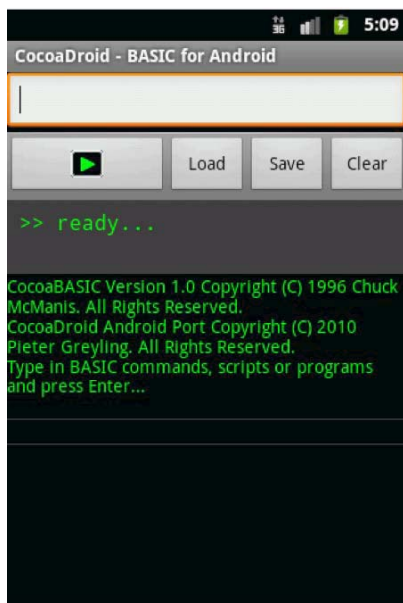 3G 5:09
CocoaDroid - BASIC for Android
Load Save Clear
>> ready...
CocoaBASIC Version 1.0 Copyright (C) 1996 Chuck
McManis. All Rights Reserved.
CocoaDroid Android Port Copyright (C) 2010
Pieter Greyling. All Rights Reserved.
Type in BASIC commands, scripts or programs
and press Enter...